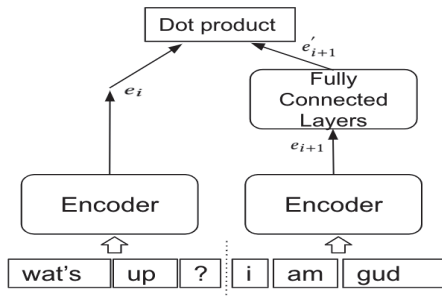 Dot product
e_i
e'_{i+1}
Fully
Connected
Layers
e_{i+1}
Encoder
Encoder
wat's up ? i am gud